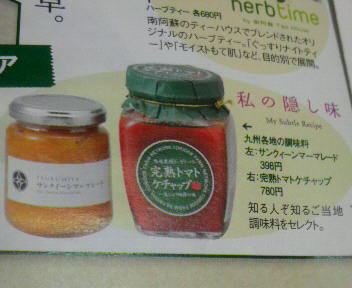 ハーブティー 各680円
herbtime
南阿蘇のティーハウスでブレンドされたオリ
ジナルのハーブティー。「ぐっすりナイトティ
ー」や「モイストもて肌」など、目的別で展開。
草。
ア
私の隠し味
My Subtle Recipe
九州各地の調味料
左:サンクィーンマーマレード
398円
右:完熟トマトケチャップ
780円
知る人ぞ知るご当地
調味料をセレクト。
TSUKUMIYA
サンクィーンマーマレード
完熟トマト
ケチャップ